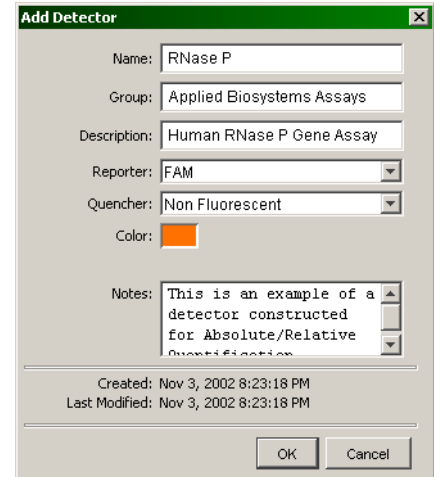 Add Detector
Name: RNase P
Group: Applied Biosystems Assays
Description: Human RNase P Gene Assay
Reporter: FAM
Quencher: Non Fluorescent
Color:
Notes: This is an example of a
detector constructed
for Absolute/Relative
Quantification
Created: Nov 3, 2002 8:23:18 PM
Last Modified: Nov 3, 2002 8:23:18 PM
OK Cancel